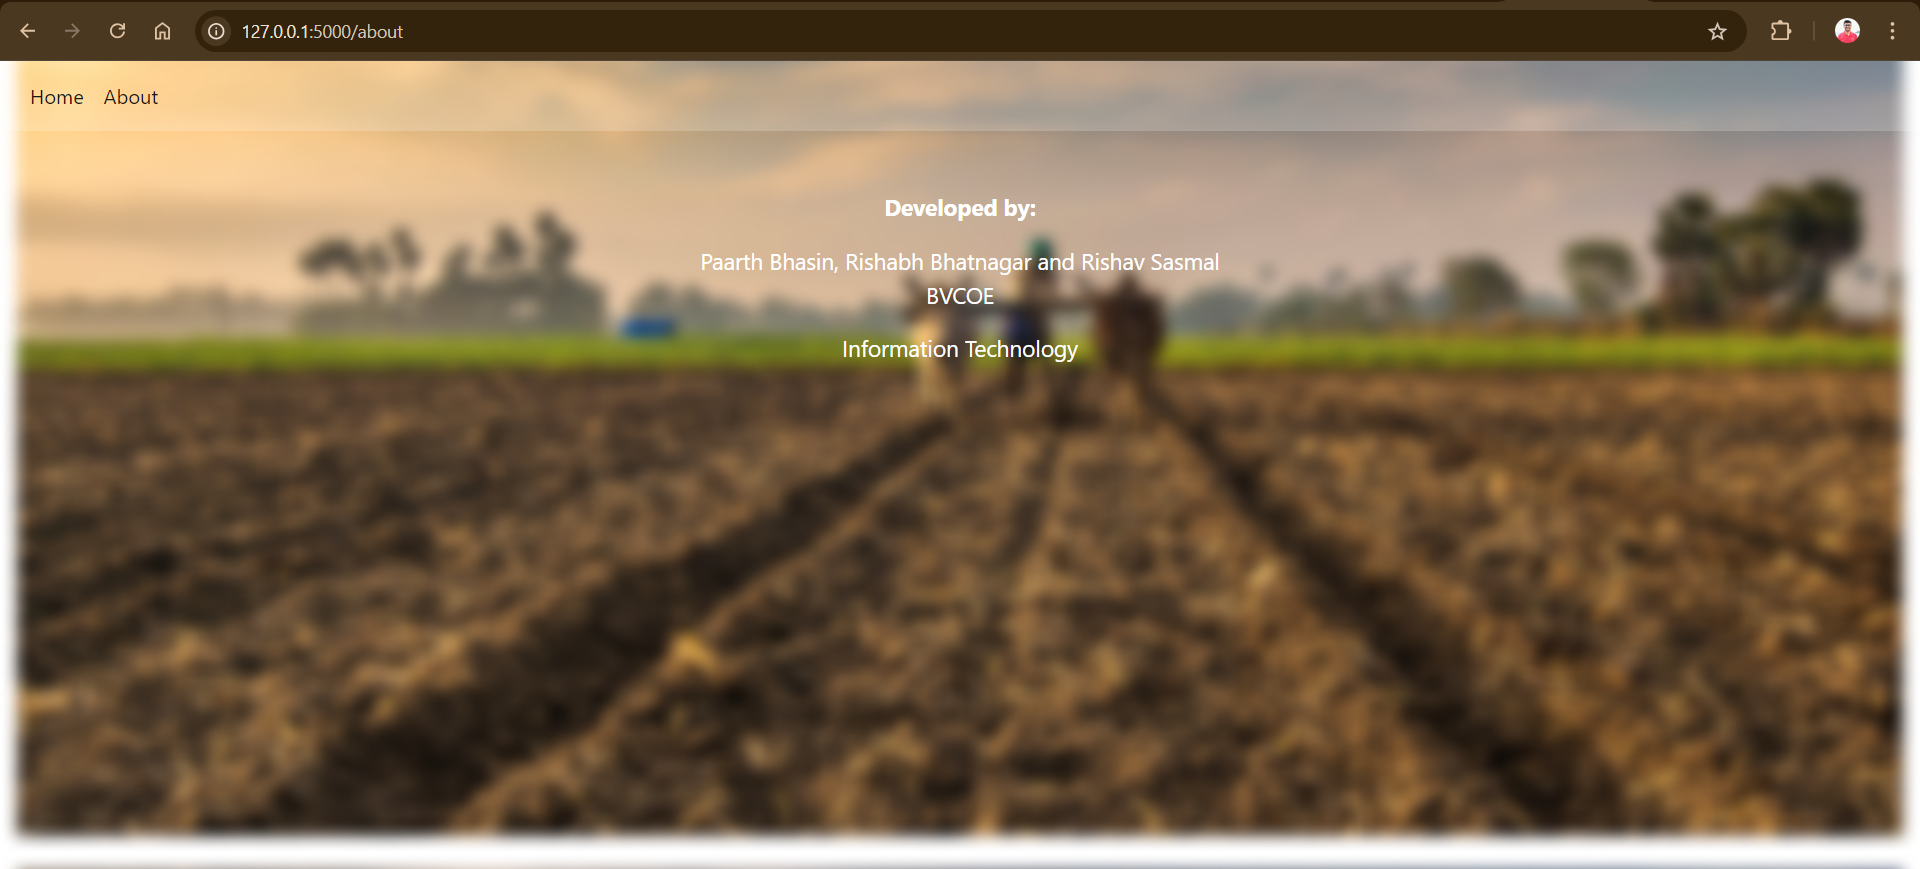 127.0.0.1:5000/about
Home About
Developed by:
Paarth Bhasin, Rishabh Bhatnagar and Rishav Sasmal
BVCOE
Information Technology